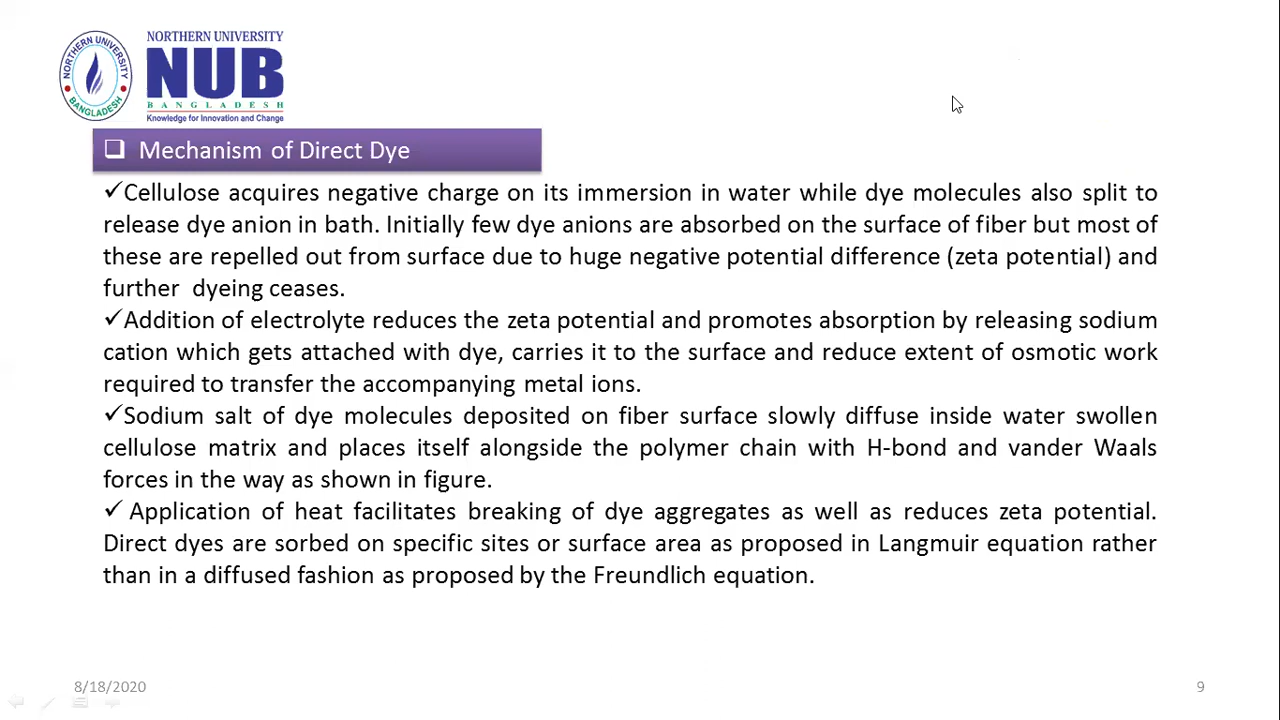 NORTHERN UNIVERSITY
NORTHERN UNIVERSITY
NUB
BANGLADESH
BANGLADESH
Knowledge for Innovation and Change
❑ Mechanism of Direct Dye
✓Cellulose acquires negative charge on its immersion in water while dye molecules also split to
release dye anion in bath. Initially few dye anions are absorbed on the surface of fiber but most of
these are repelled out from surface due to huge negative potential difference (zeta potential) and
further dyeing ceases.
✓Addition of electrolyte reduces the zeta potential and promotes absorption by releasing sodium
cation which gets attached with dye, carries it to the surface and reduce extent of osmotic work
required to transfer the accompanying metal ions.
✓Sodium salt of dye molecules deposited on fiber surface slowly diffuse inside water swollen
cellulose matrix and places itself alongside the polymer chain with H-bond and vander Waals
forces in the way as shown in figure.
✓ Application of heat facilitates breaking of dye aggregates as well as reduces zeta potential.
Direct dyes are sorbed on specific sites or surface area as proposed in Langmuir equation rather
than in a diffused fashion as proposed by the Freundlich equation.
8/18/2020
9